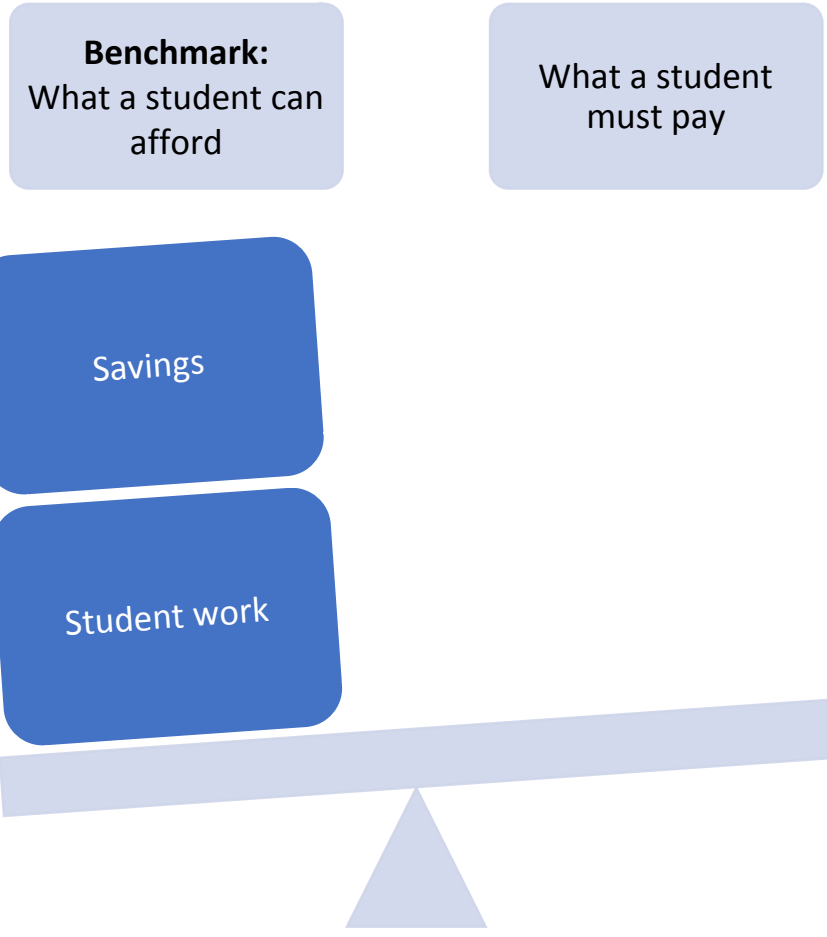 Benchmark:
What a student can
afford
What a student
must pay
Savings
Student work